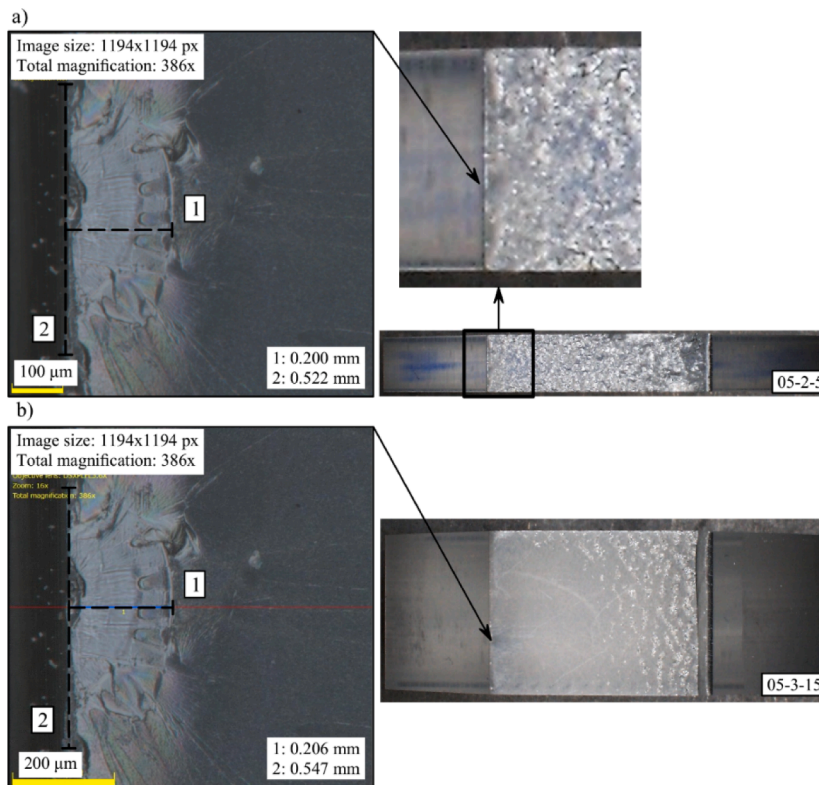 a)
Image size: 1194x1194 px
Total magnification: 386x
1
2
100 µm
1: 0.200 mm
2: 0.522 mm
05-2-5
b)
Image size: 1194x1194 px
Total magnification: 386x
Zoom: 16x
Total magnification: 386x
1
2
200 µm
1: 0.206 mm
2: 0.547 mm
05-3-15